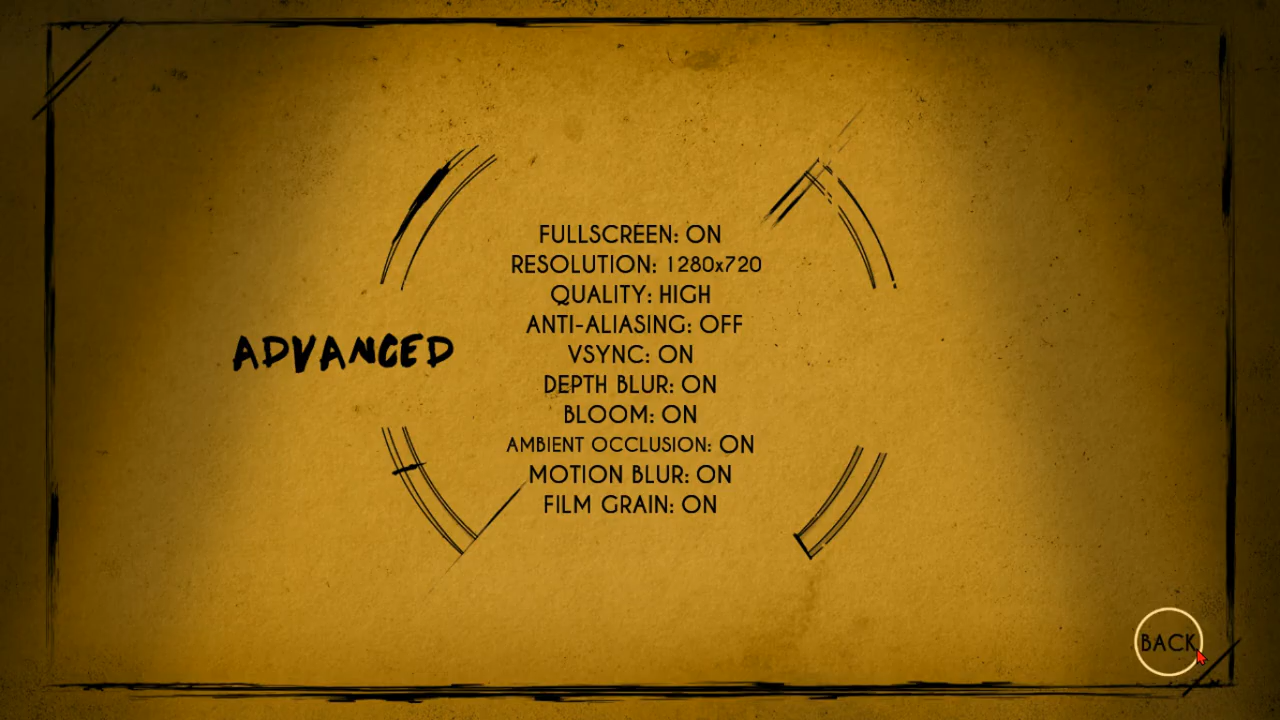 FULLSCREEN: ON
RESOLUTION: 1280x720
QUALITY: HIGH
ANTI-ALIASING: OFF
ADVANCED
VSYNC: ON
DEPTH BLUR: ON
BLOOM: ON
AMBIENT OCCLUSION: ON
MOTION BLUR: ON
FILM GRAIN: ON
BACK